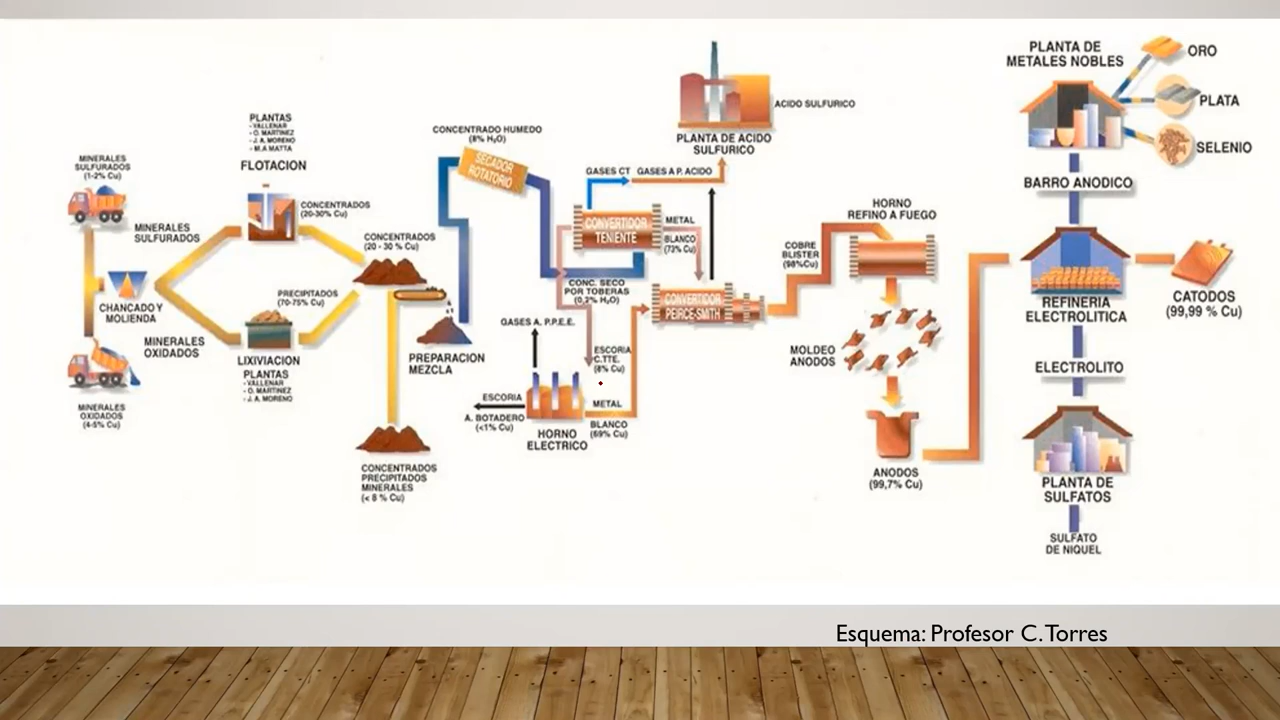 MINERALES
SULFURADOS
(1-2% Cu)
MINERALES
SULFURADOS
CHANCADO Y
MOLIENDA
MINERALES
OXIDADOS
MINERALES
OXIDADOS
(4-5% Cu)
PLANTAS
- VALLENAR
- O. MARTINEZ
- J. A. MORENO
- M.A MATTA
FLOTACION
CONCENTRADOS
(20-30% Cu)
PRECIPITADOS
(70-75% Cu)
LIXIVIACION
PLANTAS
- VALLENAR
- O. MARTINEZ
- J. A. MORENO
CONCENTRADOS
(20 - 30 % Cu)
PREPARACION
MEZCLA
CONCENTRADOS
PRECIPITADOS
MINERALES
(< 8 % Cu)
CONCENTRADO HUMEDO
(8% H₂O)
SECADOR
ROTATORIO
GASES CT
GASES A P. ACIDO
CONVERTIDOR
TENIENTE
METAL
BLANCO
(73% Cu)
CONC. SECO
POR TOBERAS
(0,2% H₂O)
GASES A. P.P.E.E.
ESCORIA
C.TTE.
(8% Cu)
ESCORIA
A. BOTADERO
(<1% Cu)
HORNO
ELECTRICO
METAL
BLANCO
(69% Cu)
PLANTA DE ACIDO
SULFURICO
ACIDO SULFURICO
CONVERTIDOR
PEIRCE-SMITH
COBRE
BLISTER
(98%Cu)
HORNO
REFINO A FUEGO
MOLDEO
ANODOS
ANODOS
(99,7% Cu)
PLANTA DE
METALES NOBLES
ORO
PLATA
SELENIO
BARRO ANODICO
REFINERIA
ELECTROLITICA
CATODOS
(99,99 % Cu)
ELECTROLITO
PLANTA DE
SULFATOS
SULFATO
DE NIQUEL
Esquema: Profesor C. Torres